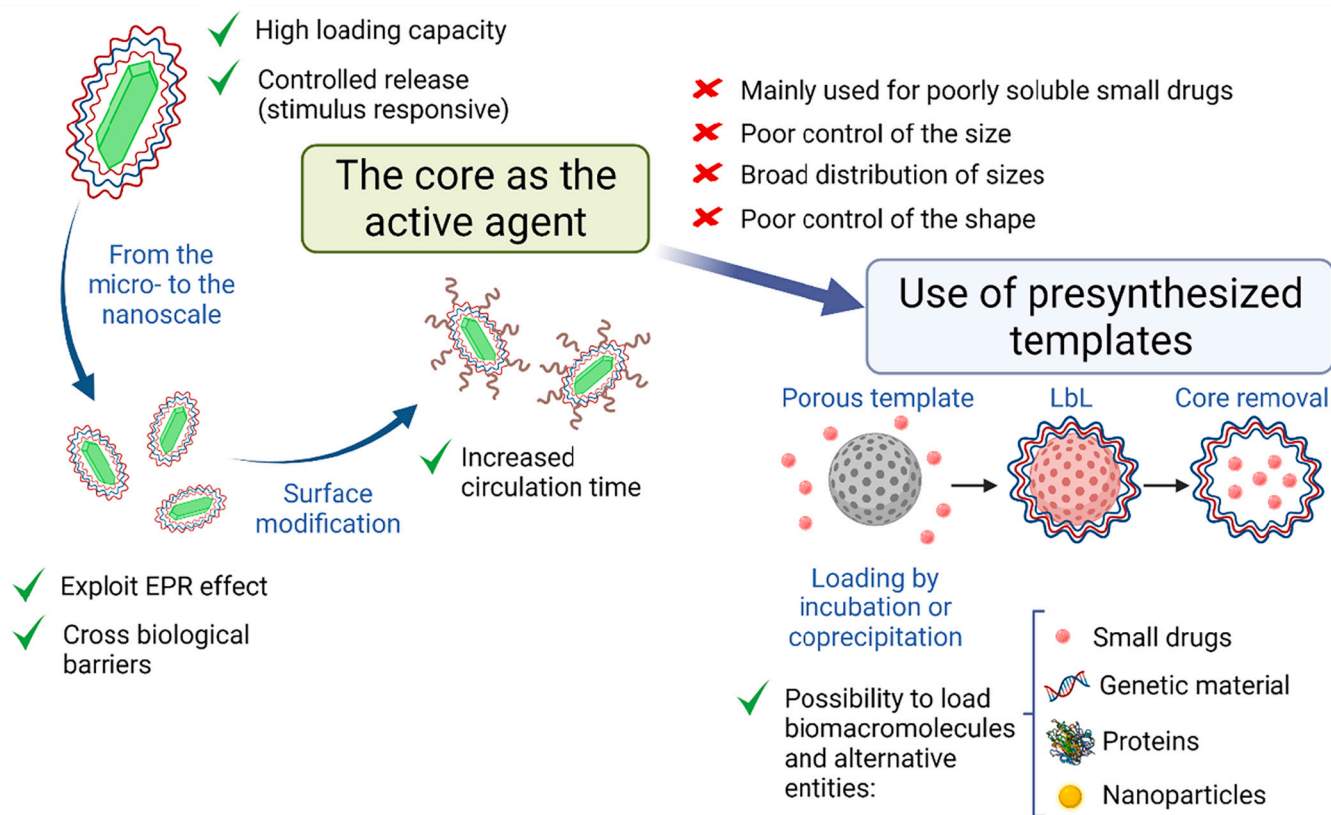 High loading capacity
Controlled release
(stimulus responsive)
The core as the
active agent
From the
micro- to the
nanoscale
Surface
modification
Increased
circulation time
Exploit EPR effect
Cross biological
barriers
Mainly used for poorly soluble small drugs
Poor control of the size
Broad distribution of sizes
Poor control of the shape
Use of presynthesized
templates
Porous template
LbL
Core removal
Loading by
incubation or
coprecipitation
Possibility to load
biomacromolecules
and alternative
entities:
Small drugs
Genetic material
Proteins
Nanoparticles